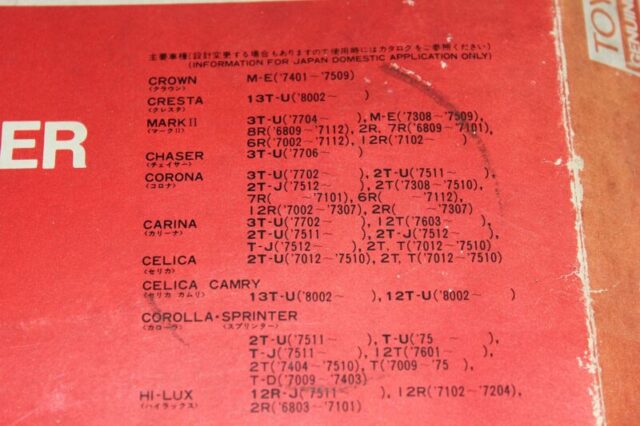 主要車種(設計変更する場合もありますので使用時にはカタログをご参照ください)
(INFORMATION FOR JAPAN DOMESTIC APPLICATION ONLY)
CROWN M-E('7401~'7509)
(クラウン)
CRESTA 13T-U('8002~ )
(クレスタ)
MARKⅡ 3T-U('7704~ ), M-E('7308~'7509),
(マークⅡ) 8R('6809~'7112), 2R, 7R('6809~'7101),
6R('7002~'7112), 12R('7102~ )
CHASER 3T-U('7706~ )
(チェイサー)
CORONA 3T-U('7702~ ), 2T-U('7511~ ),
(コロナ) 2T-J('7512~ ), 2T('7308~'7510),
7R( ~'7101), 6R( ~'7112),
12R('7002~'7307), 2R( ~'7307)
CARINA 3T-U('7702~ ), 12T('7603~ ),
(カリーナ) 2T-U('7511~ ), 2T-J('7512~ ),
T-J('7512~ ), 2T, T('7012~'7510)
CELICA 2T-U('7012~'7510), 2T, T('7012~'7510)
(セリカ)
CELICA CAMRY
(セリカ カムリ) 13T-U('8002~ ), 12T-U('8002~ )
COROLLA・SPRINTER
(カローラ) (スプリンター)
2T-U('7511~ ), T-U('75 ~ ),
T-J('7511~ ), 12T('7601~ ),
2T('7404~'7510), T('7009~'75 ),
T-D('7009~'7403)
HI-LUX 12R-J('7511~ ), 12R('7102~'7204),
(ハイラックス) 2R('6803~'7101)
ER
TOY
GENUINE